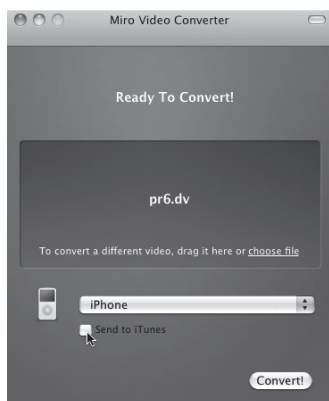 Miro Video Converter
Ready To Convert!
pr6.dv
To convert a different video, drag it here or choose file
iPhone
Send to iTunes
Convert!